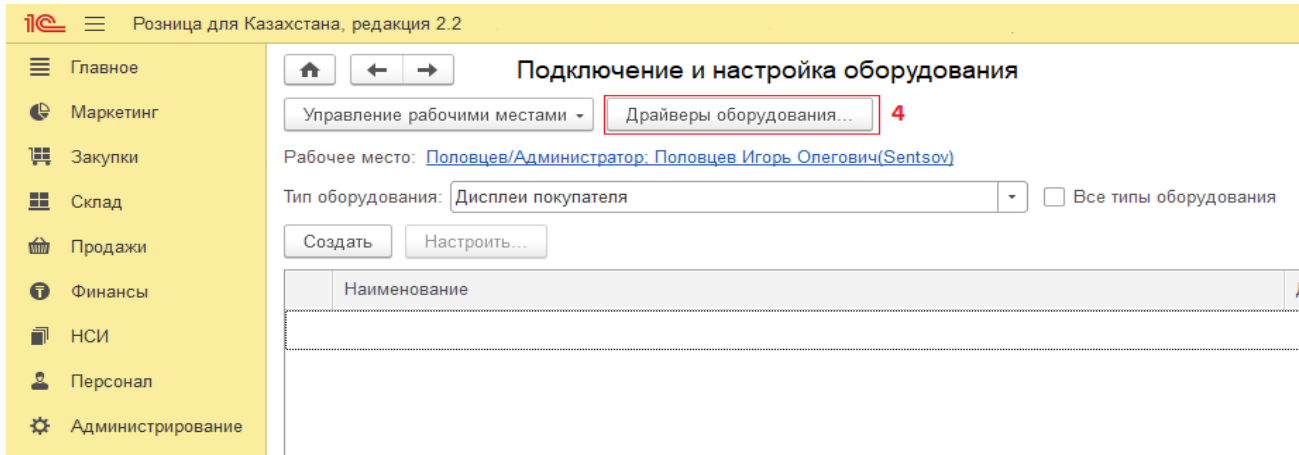 1С Розница для Казахстана, редакция 2.2
Главное
Маркетинг
Закупки
Склад
Продажи
Финансы
НСИ
Персонал
Администрирование
Подключение и настройка оборудования
Управление рабочими местами Драйверы оборудования... 4
Рабочее место: Половцев/Администратор; Половцев Игорь Олегович(Sentsov)
Тип оборудования: Дисплеи покупателя Все типы оборудования
Создать Настроить...
Наименование